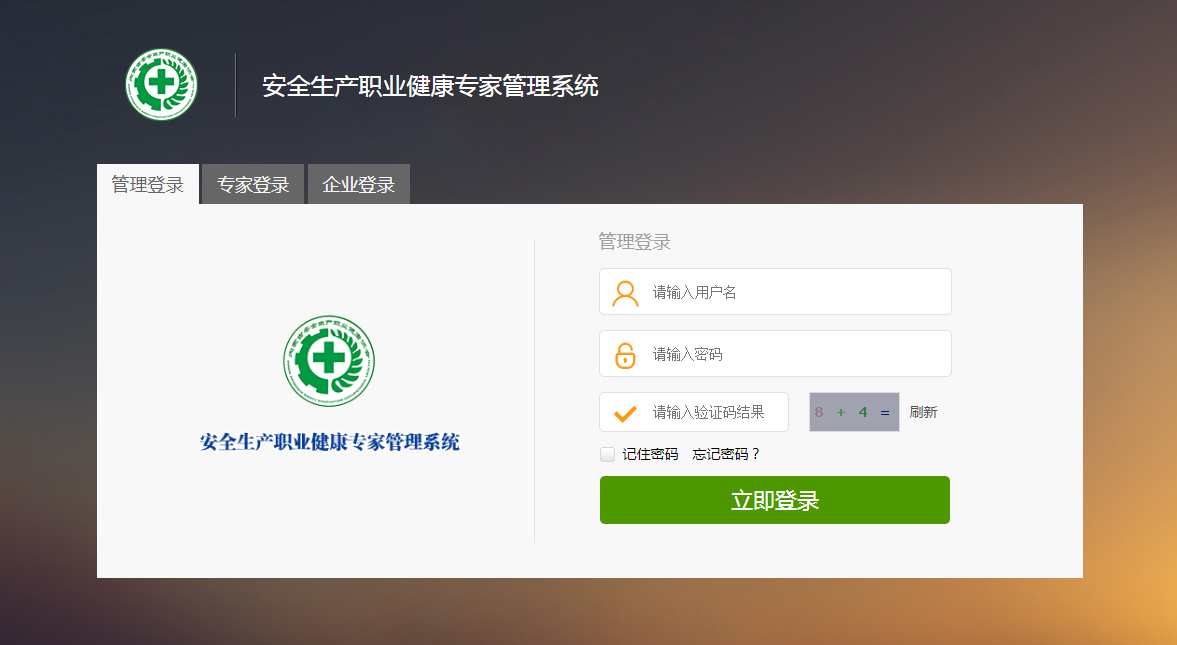 安全生产职业健康专家管理系统
管理登录 专家登录 企业登录
管理登录
请输入用户名
请输入密码
请输入验证码结果 8 + 4 = 刷新
记住密码 忘记密码？
立即登录
安全生产职业健康专家管理系统